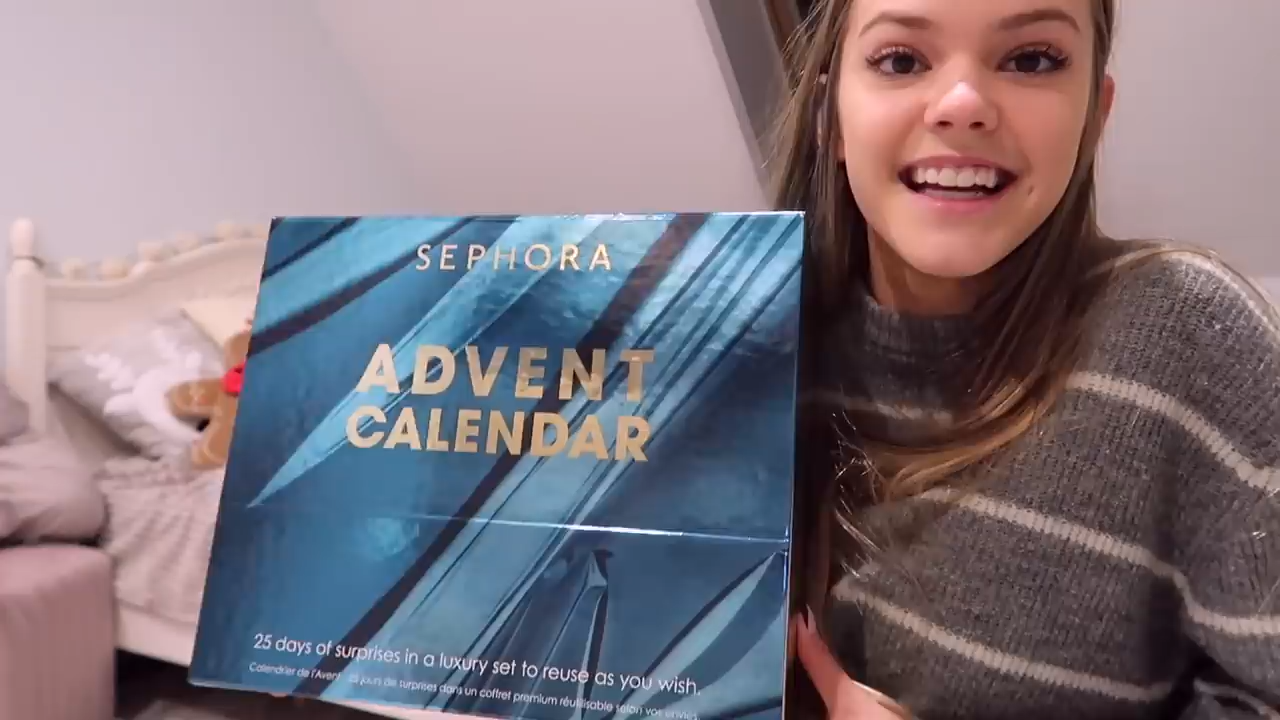 SEPHORA
ADVENT
CALENDAR
25 days of surprises in a luxury set to reuse as you wish.
Calendrier de l'Avent 25 jours de surprises dans un coffret premium réutilisable selon vos envies.